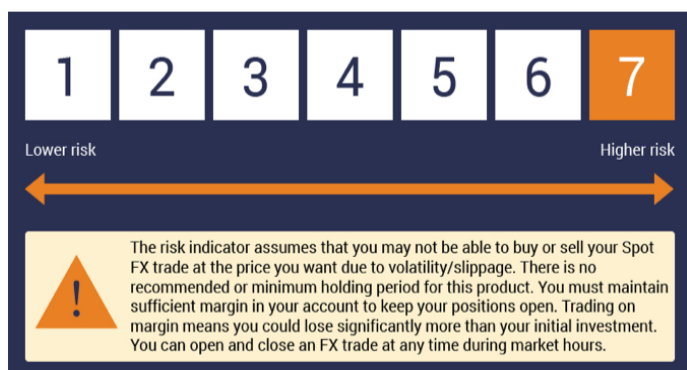 1 2 3 4 5 6 7
Lower risk Higher risk
!
The risk indicator assumes that you may not be able to buy or sell your Spot
FX trade at the price you want due to volatility/slippage. There is no
recommended or minimum holding period for this product. You must maintain
sufficient margin in your account to keep your positions open. Trading on
margin means you could lose significantly more than your initial investment.
You can open and close an FX trade at any time during market hours.